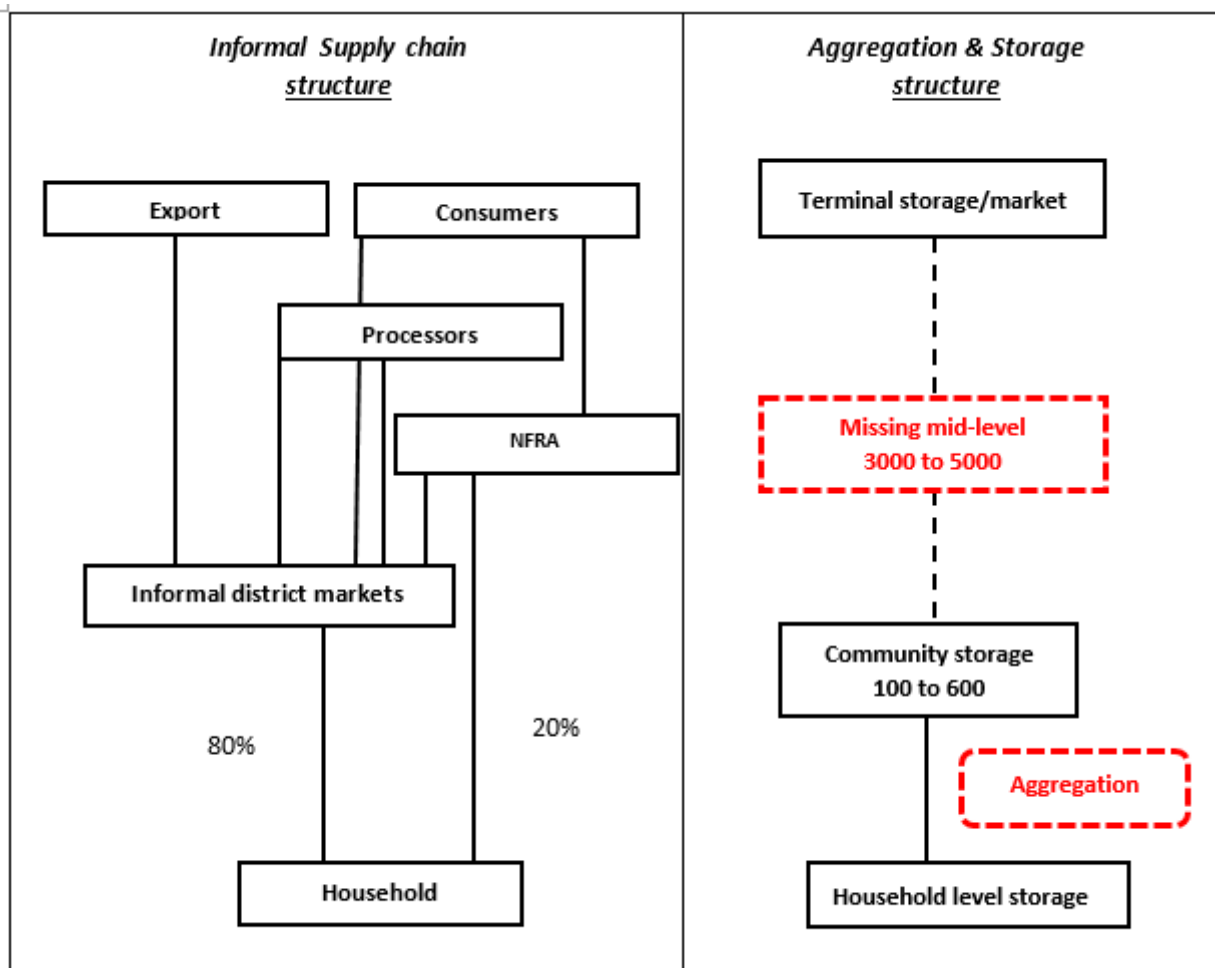 Informal Supply chain
structure
Export
Consumers
Processors
NFRA
Informal district markets
80%
20%
Household
Aggregation & Storage
structure
Terminal storage/market
Missing mid-level
3000 to 5000
Community storage
100 to 600
Aggregation
Household level storage